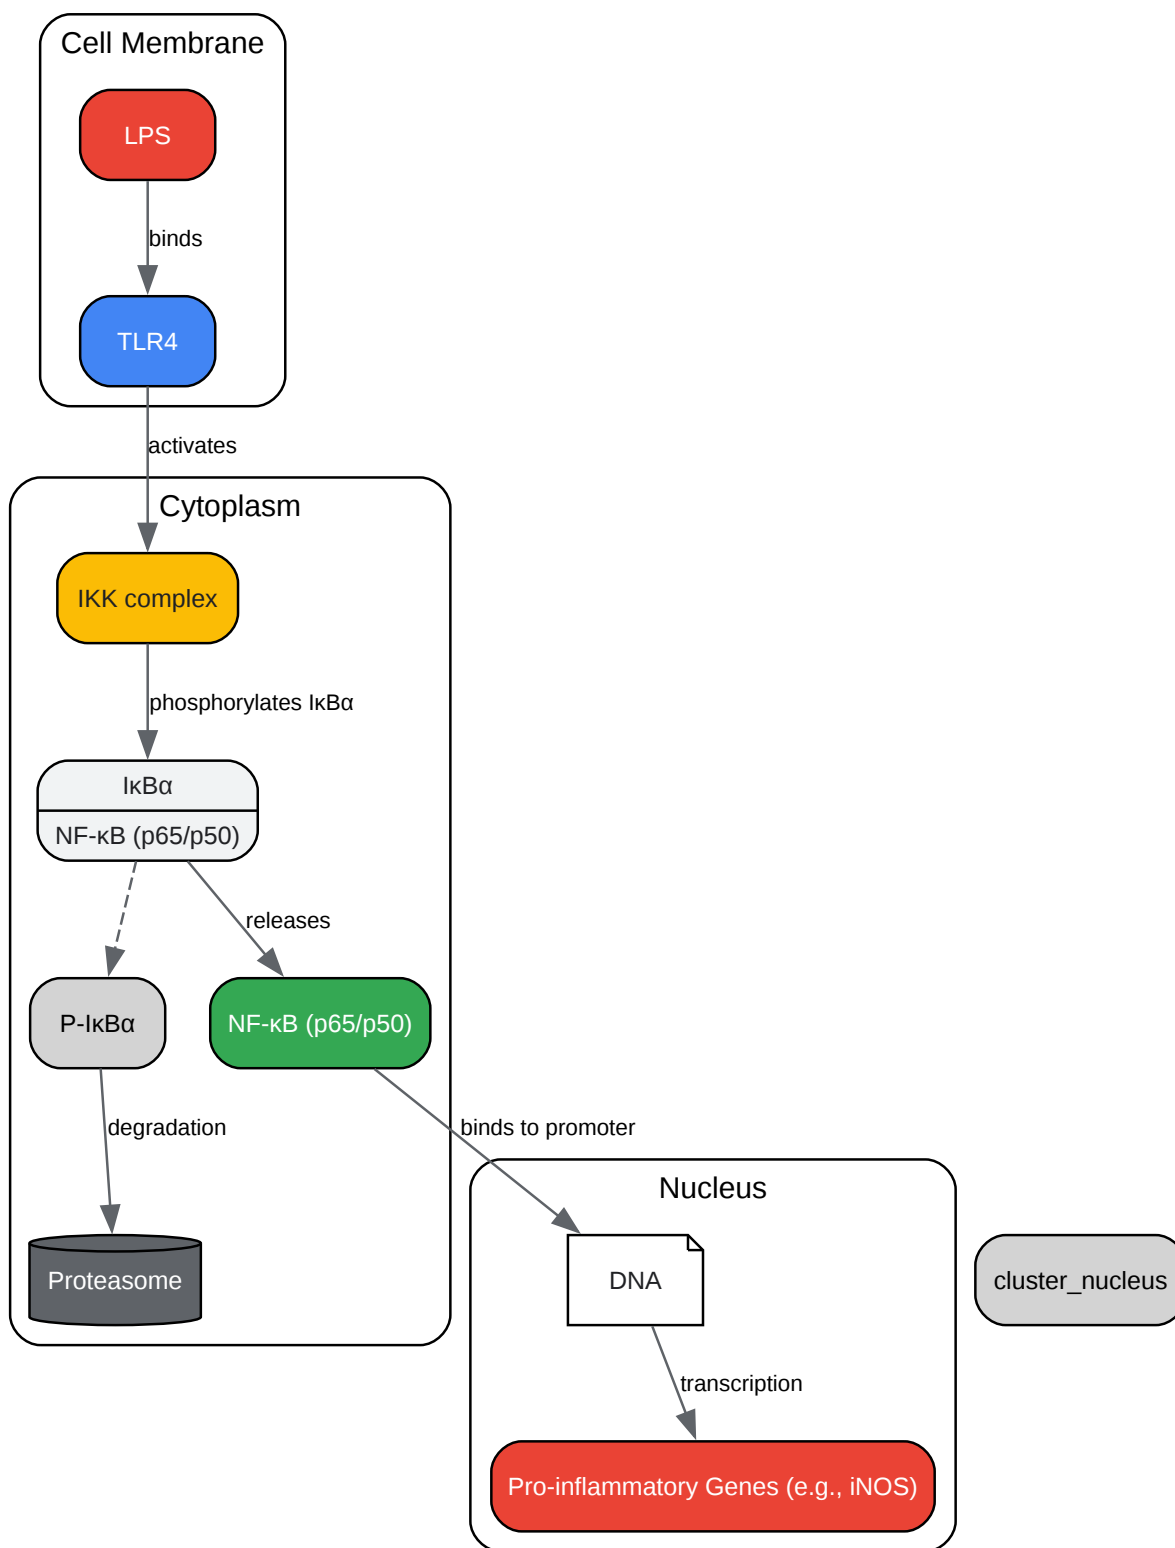 Cell Membrane
LPS
binds
TLR4
activates
Cytoplasm
IKK complex
phosphorylates IκBα
IκBα
NF-κB (p65/p50)
releases
P-IκBα
NF-κB (p65/p50)
degradation
binds to promoter
Nucleus
Proteasome
DNA
cluster_nucleus
transcription
Pro-inflammatory Genes (e.g., iNOS)